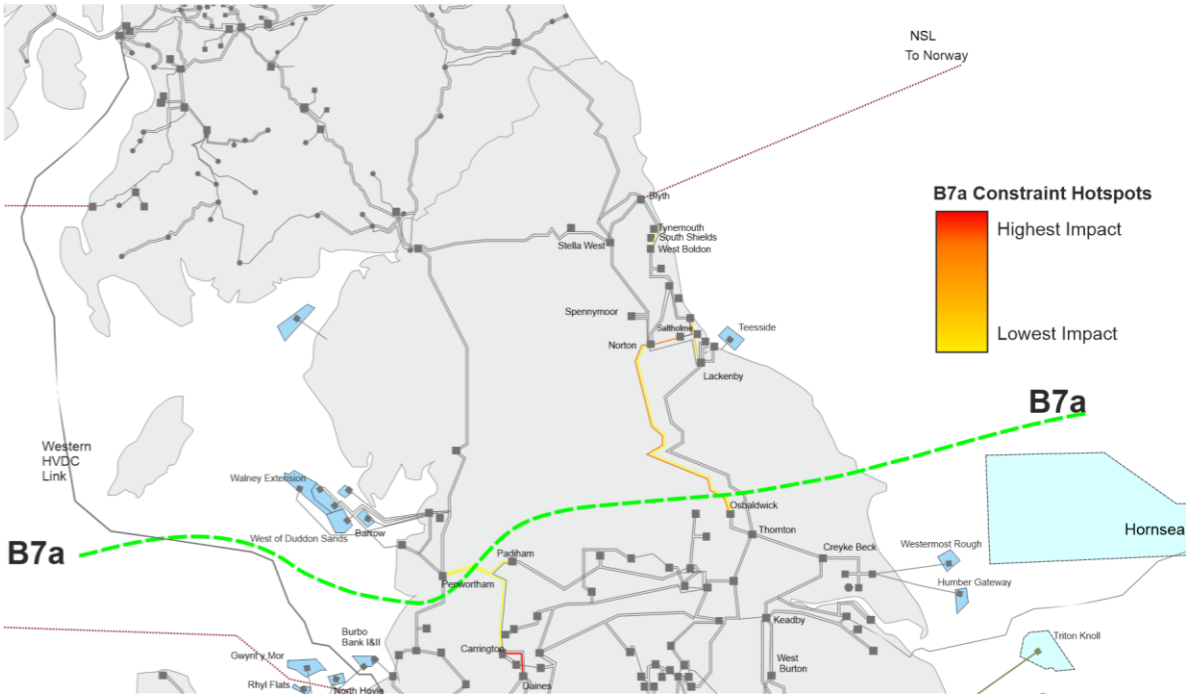 NSL
To Norway
B7a Constraint Hotspots
Highest Impact
Lowest Impact
Blyth
Tynemouth
South Shields
West Boldon
Stella West
Spennymoor
Saltholme
Teesside
Norton
Lackenby
B7a
Western
HVDC
Link
Walney Extension
Osbaldwick
Hornsea
West of Duddon Sands
Barrow
Thornton
B7a
Padiham
Creyke Beck
Westermost Rough
Penwortham
Humber Gateway
Keadby
Burbo
Bank I&II
Triton Knoll
Carrington
Gwynt y Mor
West
Burton
Rhyl Flats
North Hoyle
Daines